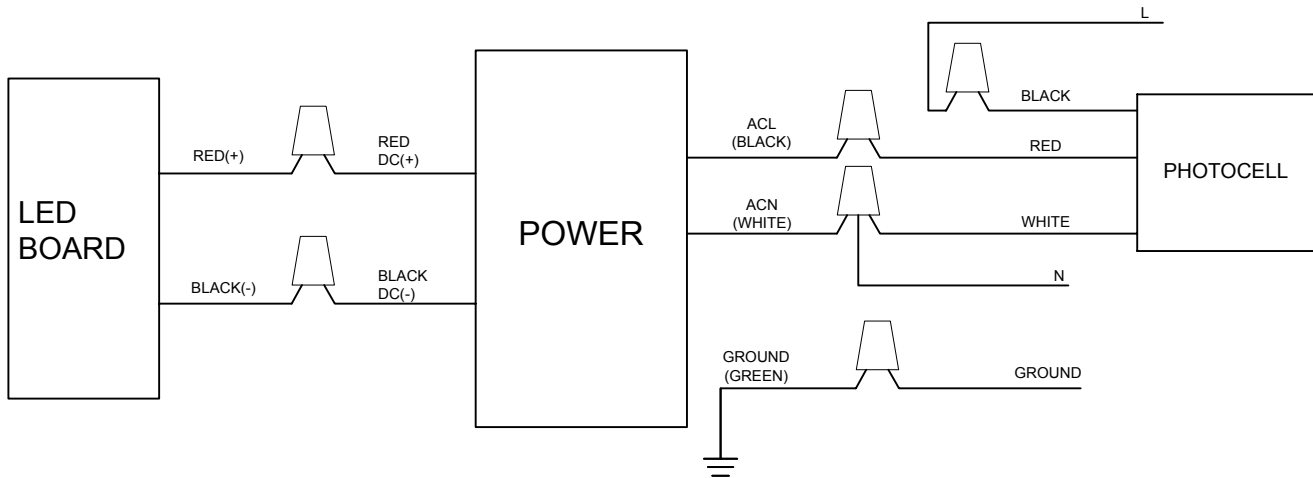 L
BLACK
ACL
(BLACK)
RED
PHOTOCELL
RED(+)
RED
DC(+)
LED
BOARD
POWER
ACN
(WHITE)
WHITE
N
BLACK(-)
BLACK
DC(-)
GROUND
(GREEN)
GROUND